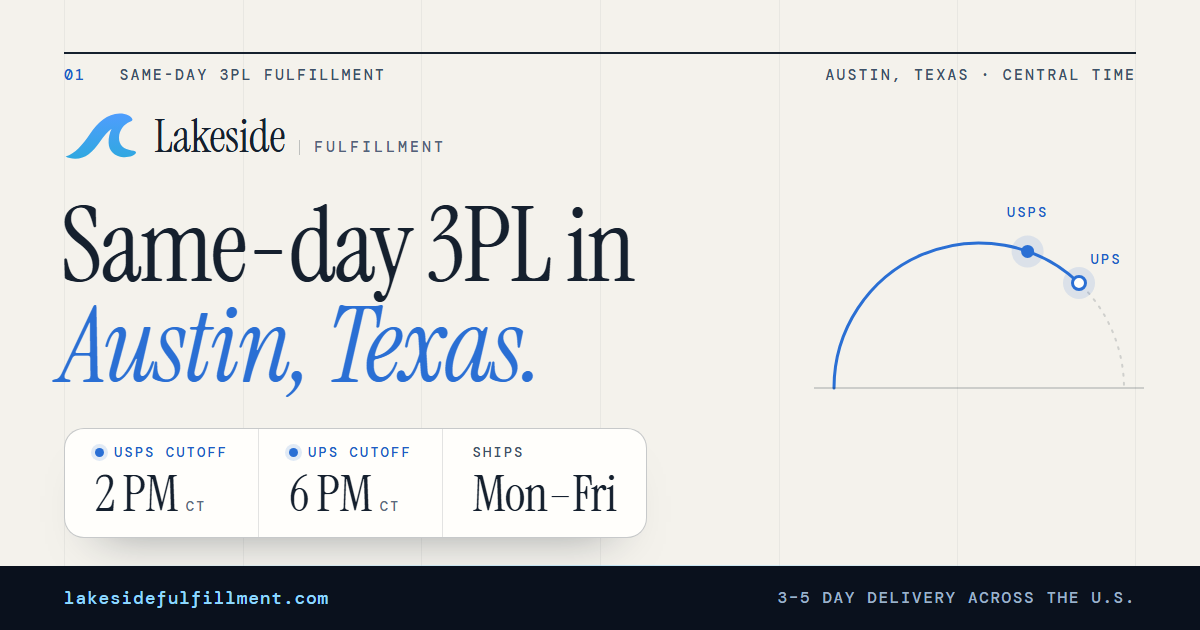 01 SAME-DAY 3PL FULFILLMENT
AUSTIN, TEXAS · CENTRAL TIME
Lakeside | FULFILLMENT
Same-day 3PL in
Austin, Texas.
USPS
UPS
USPS CUTOFF
2 PM CT
UPS CUTOFF
6 PM CT
SHIPS
Mon–Fri
lakesidefulfillment.com
3–5 DAY DELIVERY ACROSS THE U.S.